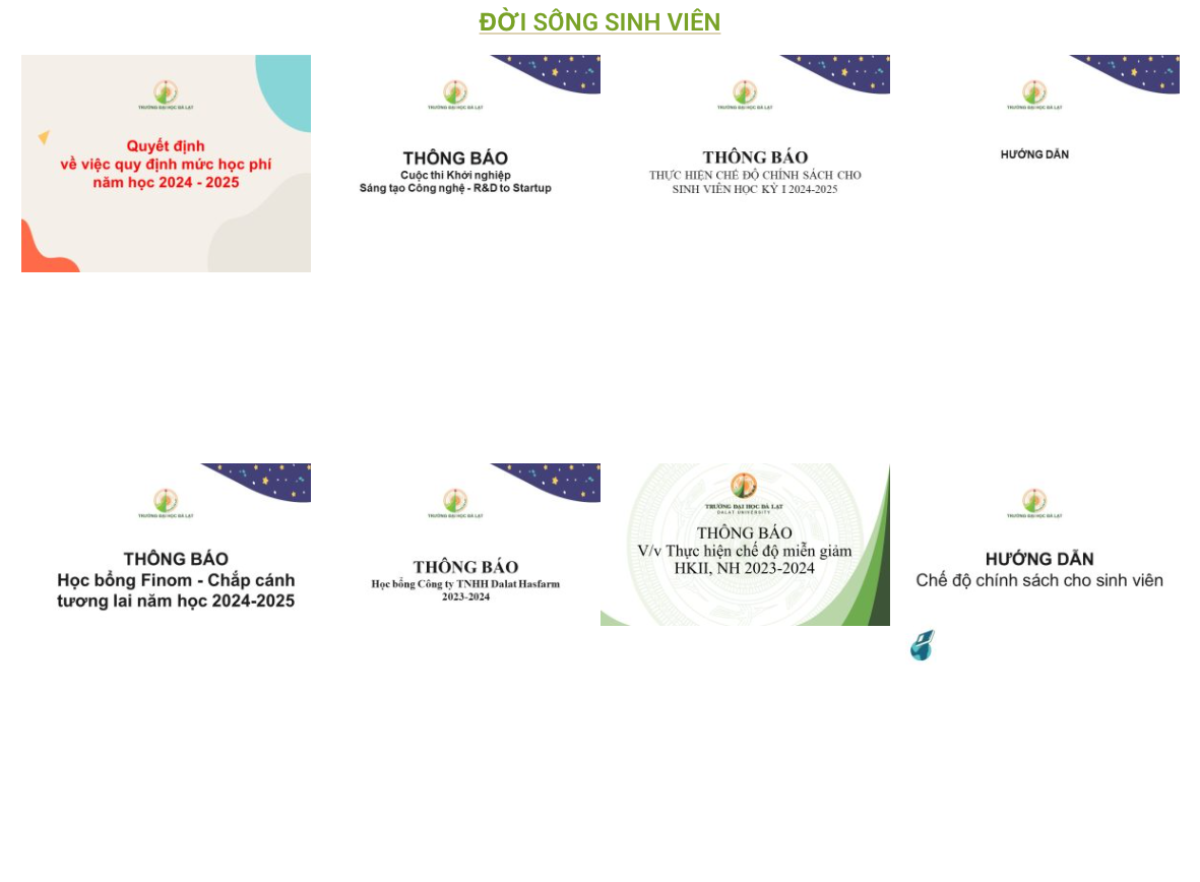 ĐỜI SỐNG SINH VIÊN
TRƯỜNG ĐẠI HỌC ĐÀ LẠT
Quyết định
về việc quy định mức học phí
năm học 2024 - 2025
TRƯỜNG ĐẠI HỌC ĐÀ LẠT
THÔNG BÁO
Cuộc thi Khởi nghiệp
Sáng tạo Công nghệ - R&D to Startup
TRƯỜNG ĐẠI HỌC ĐÀ LẠT
THÔNG BÁO
THỰC HIỆN CHẾ ĐỘ CHÍNH SÁCH CHO
SINH VIÊN HỌC KỲ I 2024-2025
TRƯỜNG ĐẠI HỌC ĐÀ LẠT
HƯỚNG DẪN
TRƯỜNG ĐẠI HỌC ĐÀ LẠT
THÔNG BÁO
Học bổng Finom - Chắp cánh
tương lai năm học 2024-2025
TRƯỜNG ĐẠI HỌC ĐÀ LẠT
THÔNG BÁO
Học bổng Công ty TNHH Dalat Hasfarm
2023-2024
TRƯỜNG ĐẠI HỌC ĐÀ LẠT
DALAT UNIVERSITY
THÔNG BÁO
V/v Thực hiện chế độ miễn giảm
HKII, NH 2023-2024
TRƯỜNG ĐẠI HỌC ĐÀ LẠT
HƯỚNG DẪN
Chế độ chính sách cho sinh viên